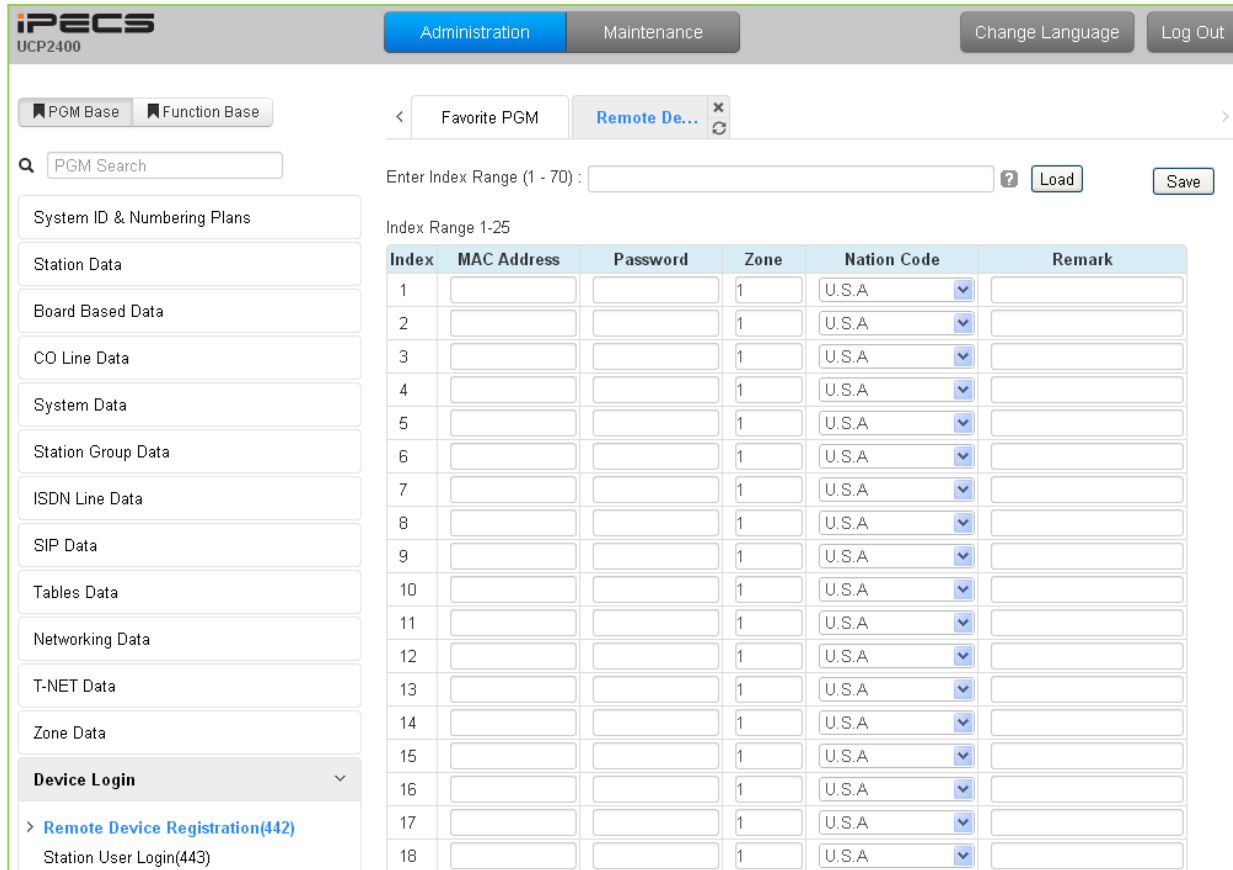 iPECS
UCP2400
Administration Maintenance Change Language Log Out
PGM Base Function Base
Favorite PGM Remote De...
PGM Search
Enter Index Range (1 - 70) : ? Load Save
System ID & Numbering Plans
Station Data
Board Based Data
CO Line Data
System Data
Station Group Data
ISDN Line Data
SIP Data
Tables Data
Networking Data
T-NET Data
Zone Data
Device Login
Remote Device Registration(442)
Station User Login(443)
Index Range 1-25
Index MAC Address Password Zone Nation Code Remark
1 1 U.S.A
2 1 U.S.A
3 1 U.S.A
4 1 U.S.A
5 1 U.S.A
6 1 U.S.A
7 1 U.S.A
8 1 U.S.A
9 1 U.S.A
10 1 U.S.A
11 1 U.S.A
12 1 U.S.A
13 1 U.S.A
14 1 U.S.A
15 1 U.S.A
16 1 U.S.A
17 1 U.S.A
18 1 U.S.A